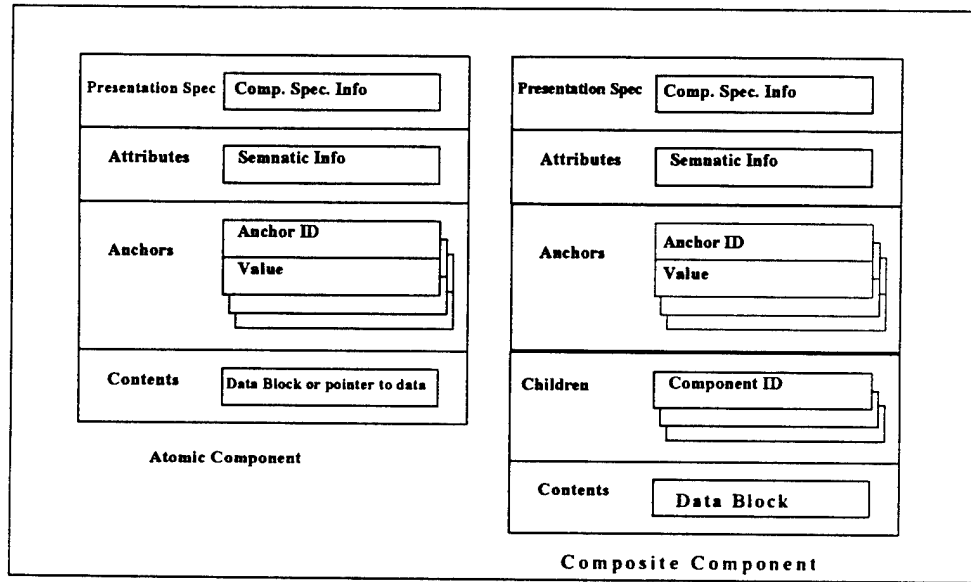 Presentation Spec
Comp. Spec. Info
Attributes
Semnatic Info
Anchors
Anchor ID
Value
Contents
Data Block or pointer to data
Atomic Component
Presentation Spec
Comp. Spec. Info
Attributes
Semnatic Info
Anchors
Anchor ID
Value
Children
Component ID
Contents
Data Block
Composite Component